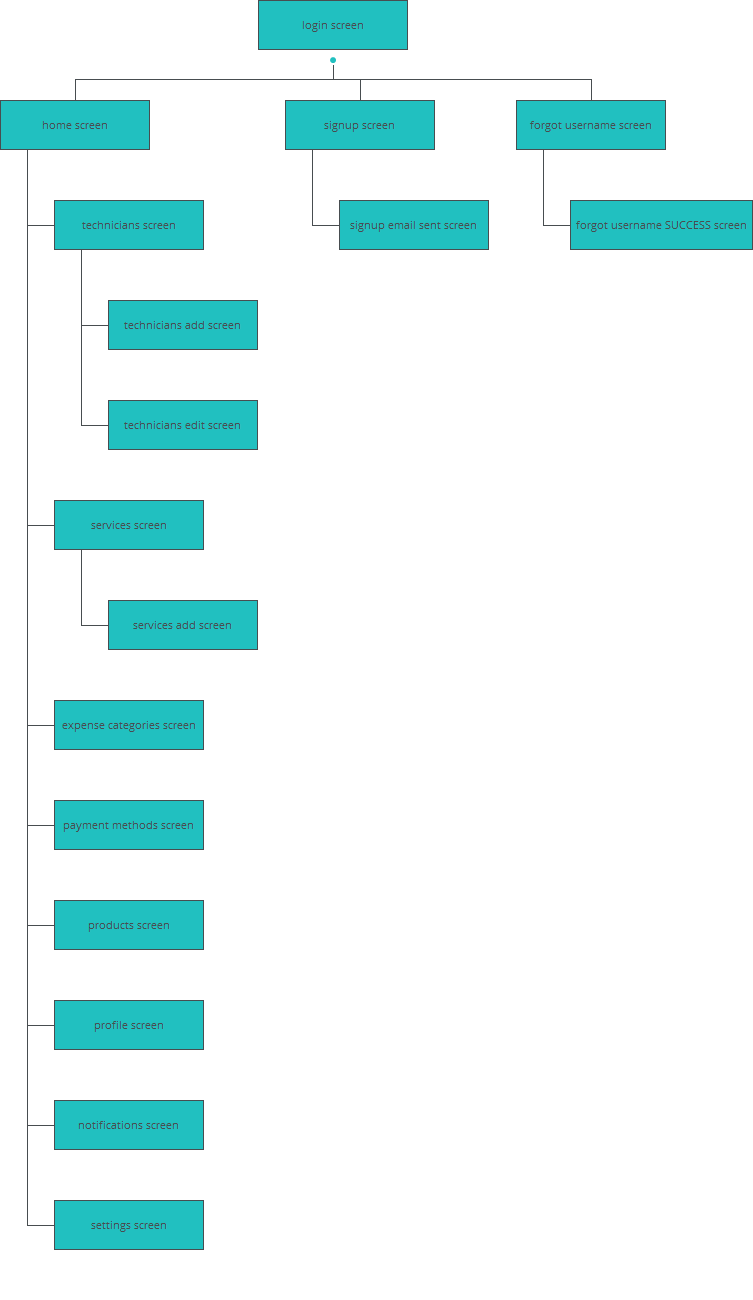 login screen
home screen
signup screen
forgot username screen
technicians screen
signup email sent screen
forgot username SUCCESS screen
technicians add screen
technicians edit screen
services screen
services add screen
expense categories screen
payment methods screen
products screen
profile screen
notifications screen
settings screen